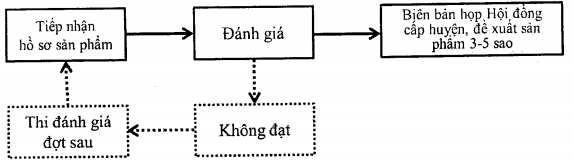 Tiếp nhận
hồ sơ sản phẩm
Đánh giá
Biên bản họp Hội đồng
cấp huyện, đề xuất sản
phẩm 3-5 sao
Thi đánh giá
đợt sau
Không đạt